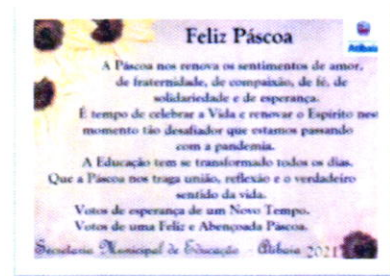 Feliz Páscoa
Atibaia
A Páscoa nos renova os sentimentos de amor,
de fraternidade, de compaixão, de fé, de
solidariedade e de esperança.
É tempo de celebrar a Vida e renovar o Espírito nes
momento tão desafiador que estamos passando
com a pandemia.
A Educação tem se transformado todos os dias.
Que a Páscoa nos traga união, reflexão e o verdadeiro
sentido da vida.
Votos de esperança de um Novo Tempo.
Votos de uma Feliz e Abençoada Páscoa.
Secretaria Municipal de Educação - Atibaia 2021